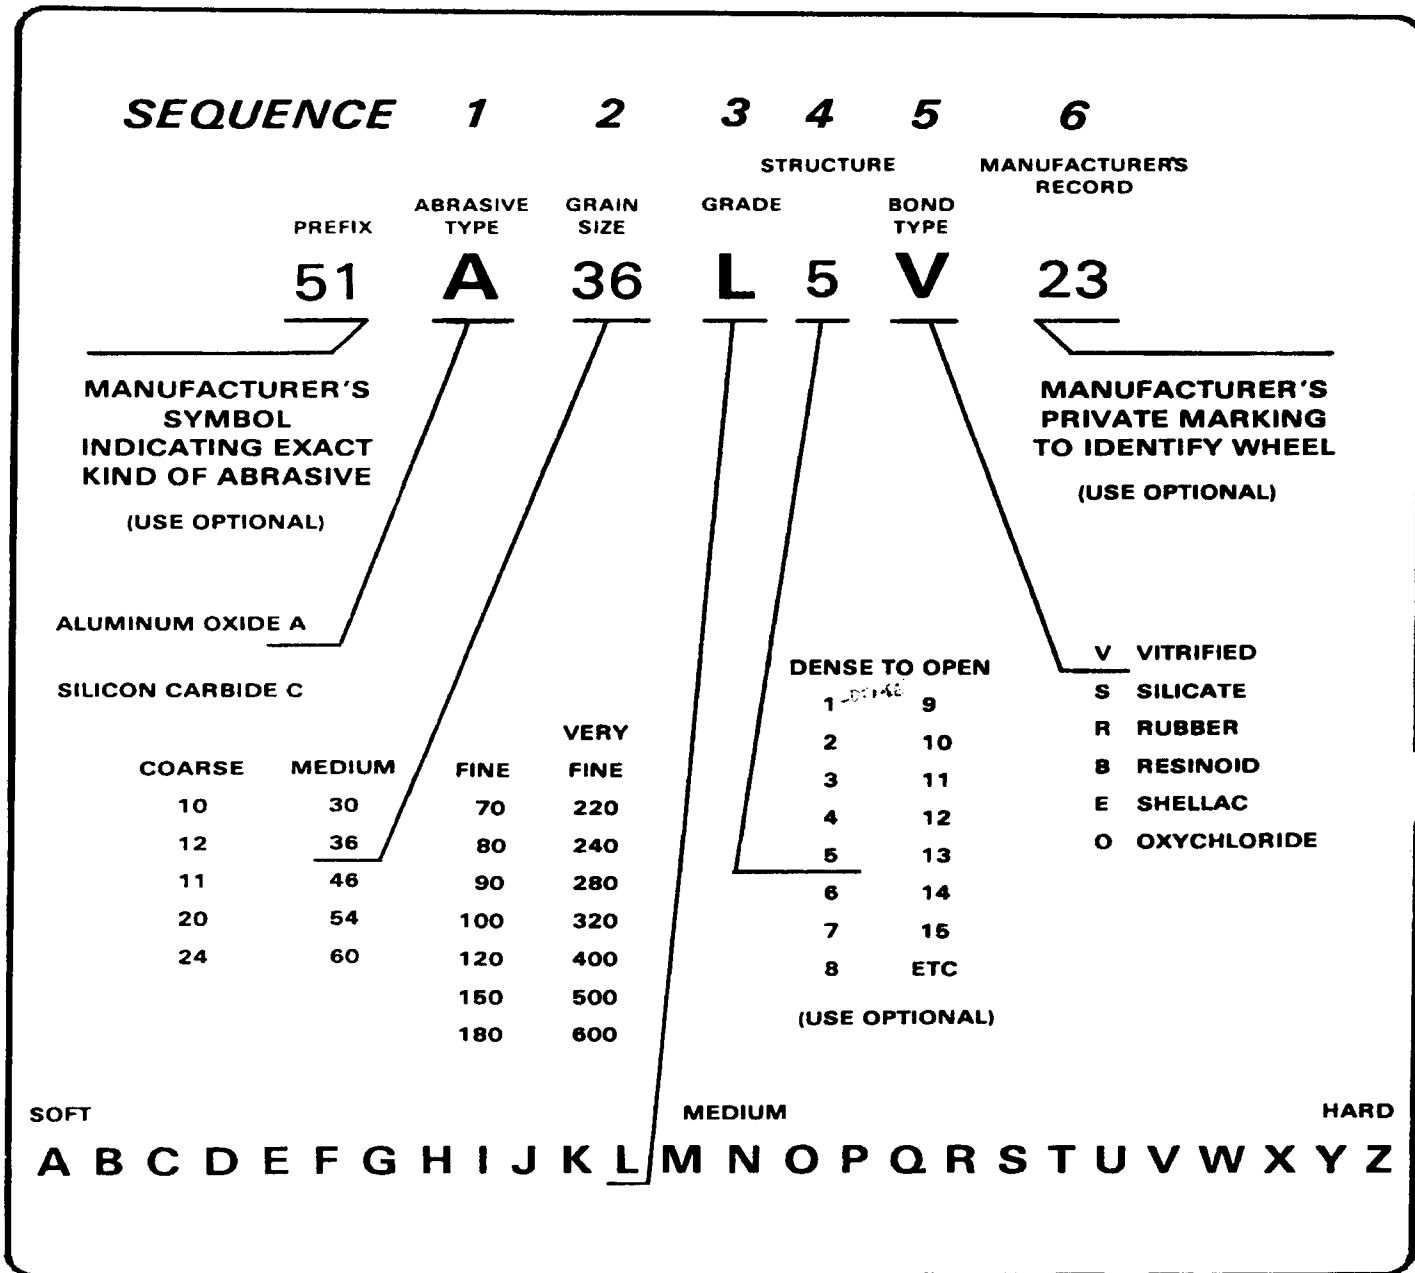 SEQUENCE 1 2 3 4 5 6
STRUCTURE MANUFACTURER'S
RECORD
ABRASIVE GRAIN GRADE BOND
PREFIX TYPE SIZE TYPE
51 A 36 L 5 V 23
MANUFACTURER'S
SYMBOL
INDICATING EXACT
KIND OF ABRASIVE
(USE OPTIONAL)
MANUFACTURER'S
PRIVATE MARKING
TO IDENTIFY WHEEL
(USE OPTIONAL)
ALUMINUM OXIDE A
SILICON CARBIDE C
VERY
COARSE MEDIUM FINE FINE
10 30 70 220
12 36 80 240
11 46 90 280
20 54 100 320
24 60 120 400
150 500
180 600
DENSE TO OPEN
1 9
2 10
3 11
4 12
5 13
6 14
7 15
8 ETC
(USE OPTIONAL)
V VITRIFIED
S SILICATE
R RUBBER
B RESINOID
E SHELLAC
O OXYCHLORIDE
SOFT MEDIUM HARD
A B C D E F G H I J K L M N O P Q R S T U V W X Y Z